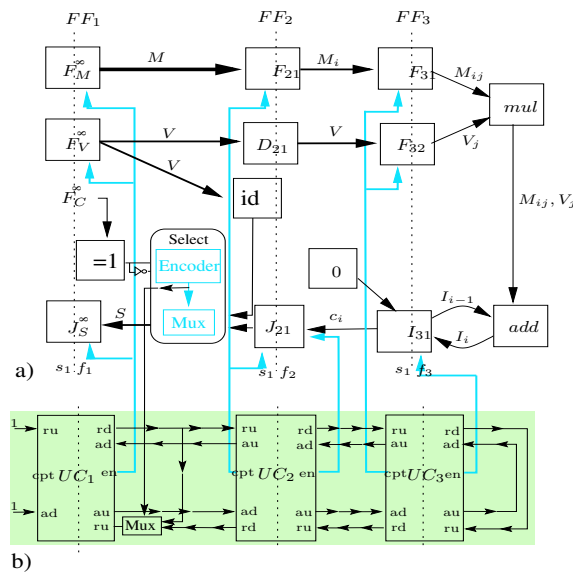 FF1 FF2 FF3
F∞M M F21 Mi F31 Mij mul
F∞V V D21 V F32 Vj
V
F∞C id
Select
=1 Encoder 0 Mij, Vj
Mux
J∞S S J21 ci I31 Ii−1 Ii add
a) s1 f1 s1 f2 s1 f3
1 ru rd ru rd ru rd
ad au ad au ad
cpt UC1 en cpt UC2 en cpt UC3 en
1 ad au ad au ad au
ru Mux rd ru rd ru
b)